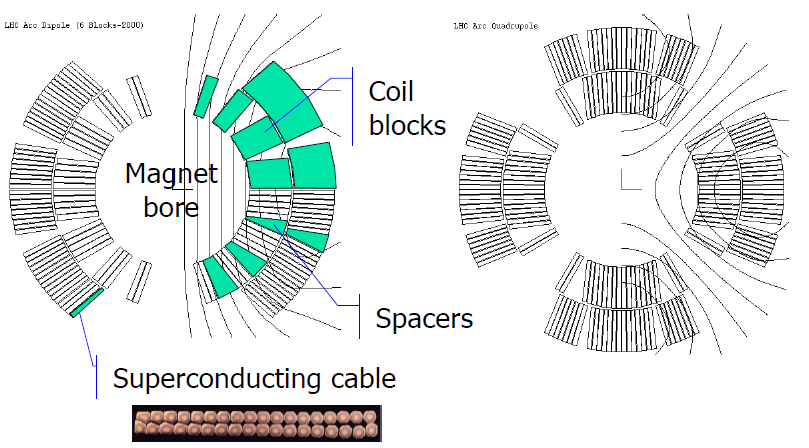 LHC Arc Dipole (6 Blocks-2000)
LHC Arc Quadrupole
Coil
blocks
Magnet
bore
Spacers
Superconducting cable